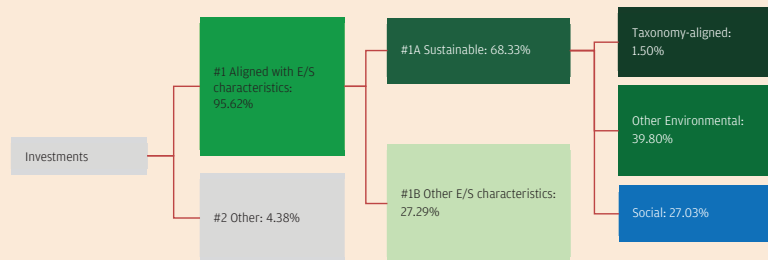 Investments
#1 Aligned with E/S
characteristics:
95.62%
#2 Other: 4.38%
#1A Sustainable: 68.33%
#1B Other E/S characteristics:
27.29%
Taxonomy-aligned:
1.50%
Other Environmental:
39.80%
Social: 27.03%